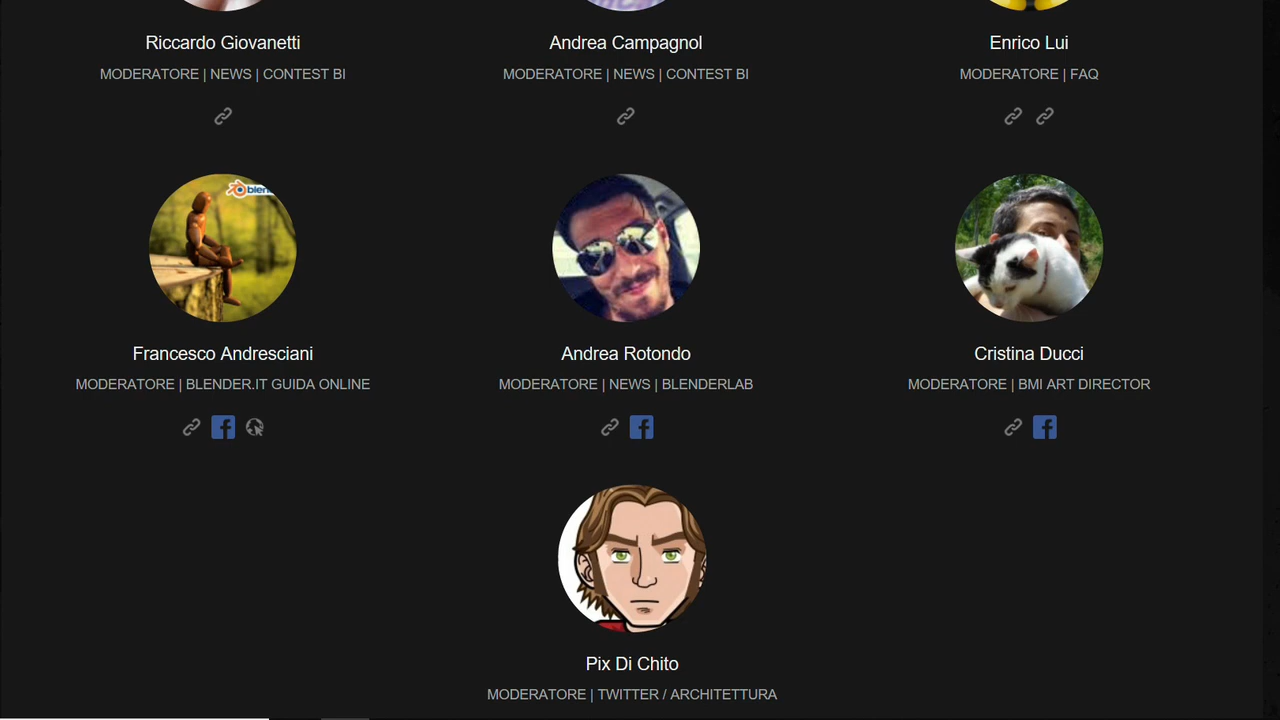 Riccardo Giovanetti
MODERATORE | NEWS | CONTEST BI
Andrea Campagnol
MODERATORE | NEWS | CONTEST BI
Enrico Lui
MODERATORE | FAQ
blen
Francesco Andresciani
MODERATORE | BLENDER.IT GUIDA ONLINE
Andrea Rotondo
MODERATORE | NEWS | BLENDERLAB
Cristina Ducci
MODERATORE | BMI ART DIRECTOR
Pix Di Chito
MODERATORE | TWITTER / ARCHITETTURA